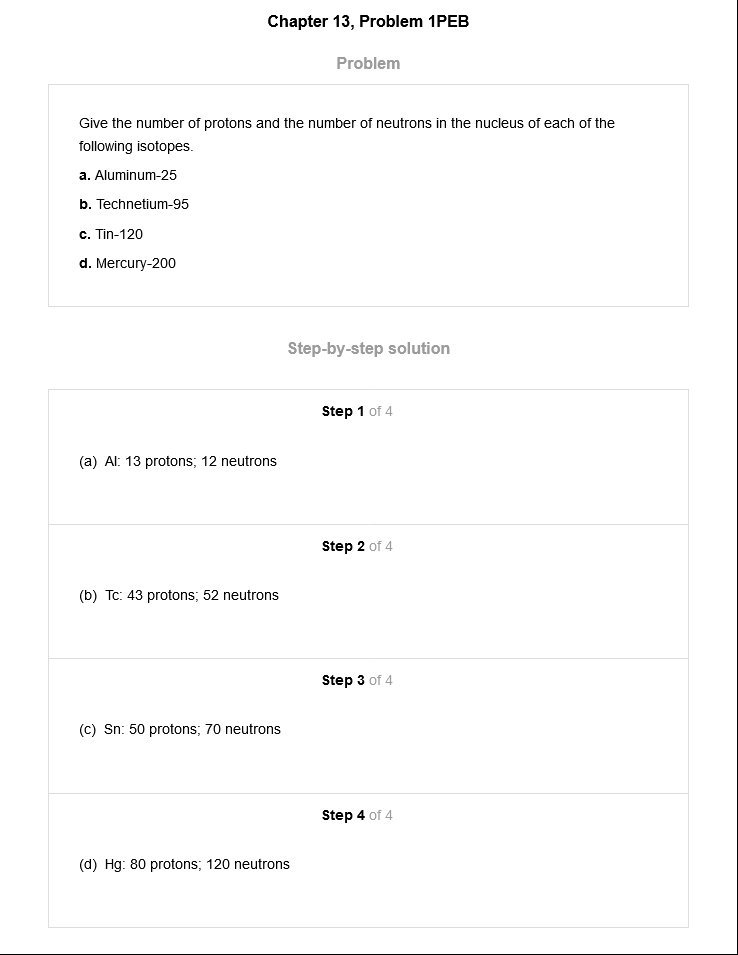 Chapter 13, Problem 1PEB
Problem
Give the number of protons and the number of neutrons in the nucleus of each of the
following isotopes.
a. Aluminum-25
b. Technetium-95
c. Tin-120
d. Mercury-200
Step-by-step solution
Step 1 of 4
(a) Al: 13 protons; 12 neutrons
Step 2 of 4
(b) Tc: 43 protons; 52 neutrons
Step 3 of 4
(c) Sn: 50 protons; 70 neutrons
Step 4 of 4
(d) Hg: 80 protons; 120 neutrons